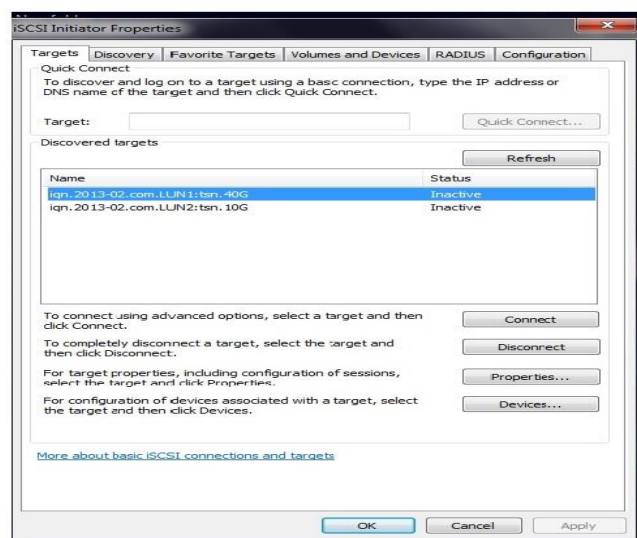 iSCSI Initiator Properties
Targets Discovery Favorite Targets Volumes and Devices RADIUS Configuration
Quick Connect
To discover and log on to a target using a basic connection, type the IP address or
DNS name of the target and then click Quick Connect.
Target:
Quick Connect...
Discovered targets
Refresh
Name Status
iqn.2013-02.com.LUN1:tsn.40G Inactive
iqn.2013-02.com.LUN2:tsn.10G Inactive
To connect using advanced options, select a target and then
click Connect.
Connect
To completely disconnect a target, select the target and
then click Disconnect.
Disconnect
For target properties, including configuration of sessions,
select the target and click Properties.
Properties...
For configuration of devices associated with a target, select
the target and then click Devices.
Devices...
More about basic iSCSI connections and targets
OK Cancel Apply